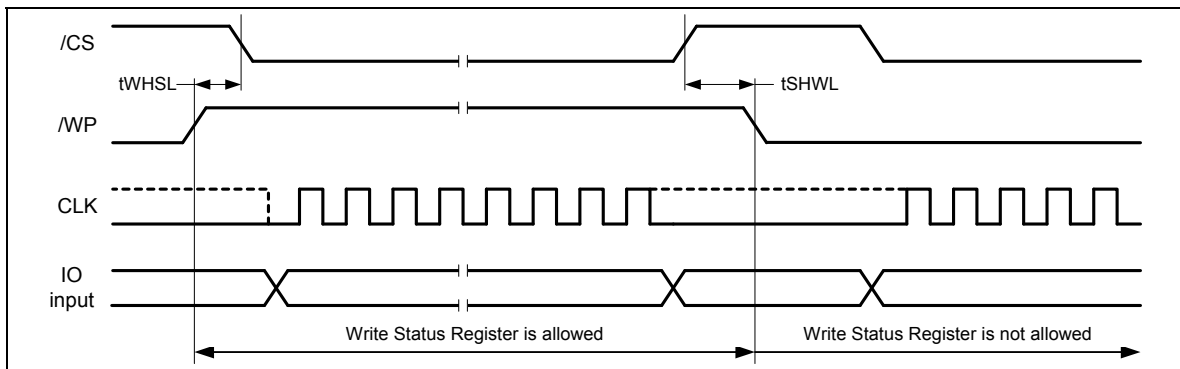 /CS
tWHSL
tSHWL
/WP
CLK
IO
input
Write Status Register is allowed
Write Status Register is not allowed